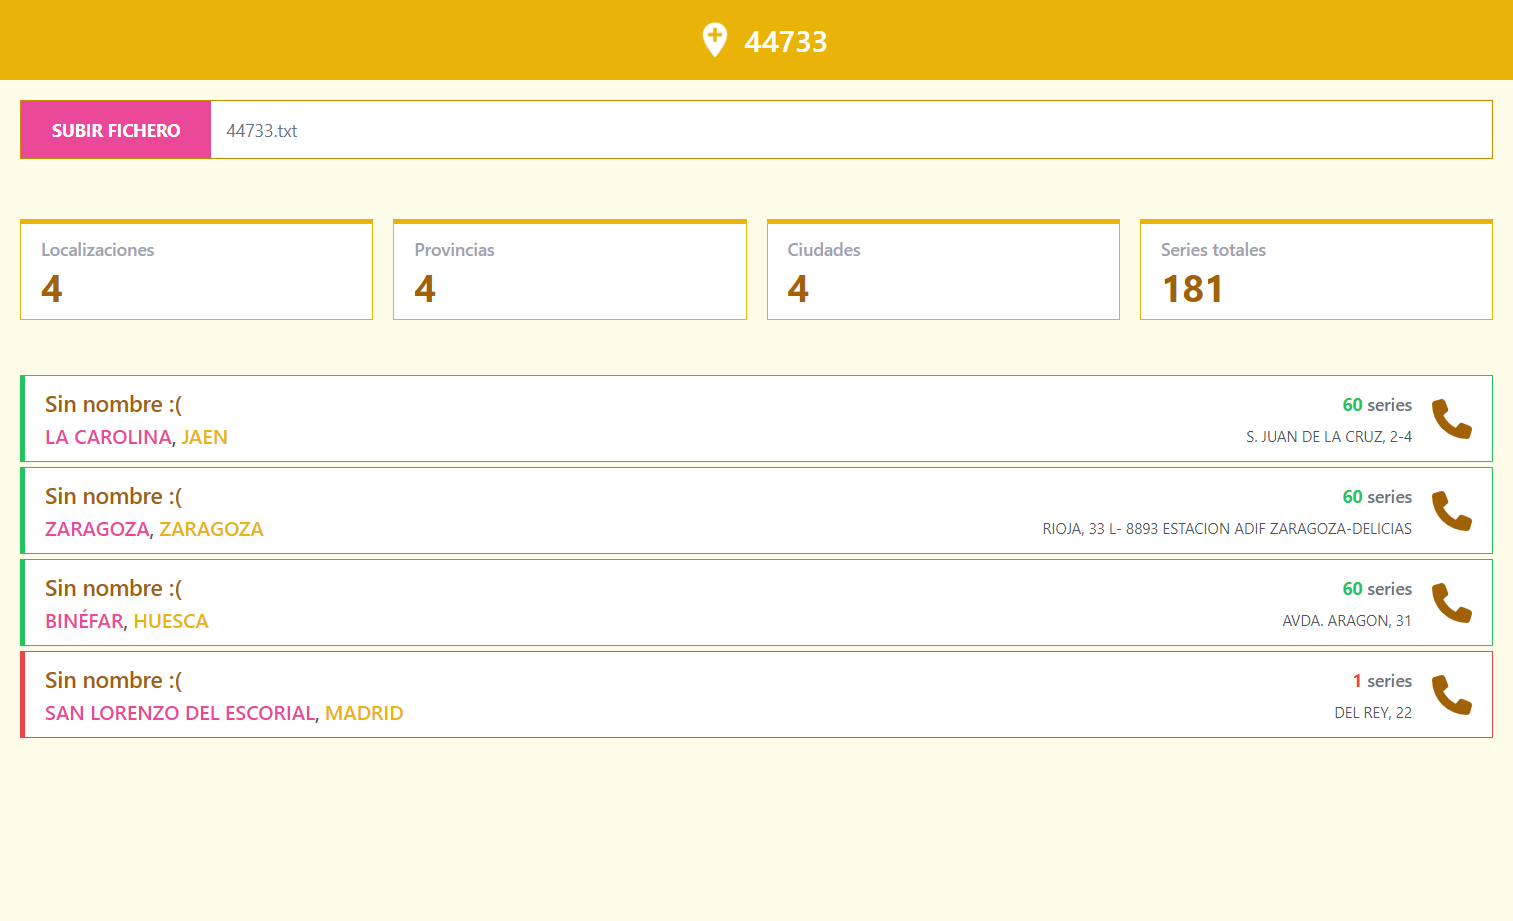 44733
SUBIR FICHERO 44733.txt
Localizaciones
4
Provincias
4
Ciudades
4
Series totales
181
Sin nombre :(
LA CAROLINA, JAEN
60 series
S. JUAN DE LA CRUZ, 2-4
Sin nombre :(
ZARAGOZA, ZARAGOZA
60 series
RIOJA, 33 L- 8893 ESTACION ADIF ZARAGOZA-DELICIAS
Sin nombre :(
BINÉFAR, HUESCA
60 series
AVDA. ARAGON, 31
Sin nombre :(
SAN LORENZO DEL ESCORIAL, MADRID
1 series
DEL REY, 22